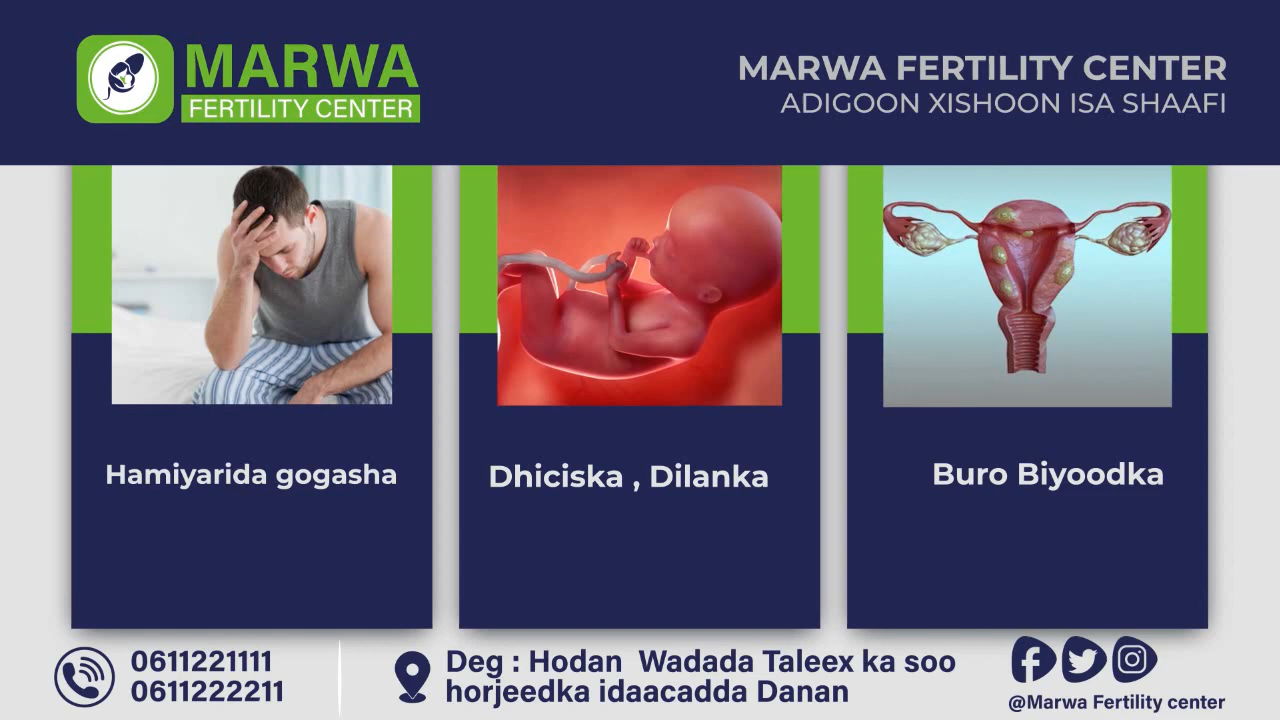 MARWA
FERTILITY CENTER
MARWA FERTILITY CENTER
ADIGOON XISHOON ISA SHAAFI
Hamiyarida gogasha
Dhiciska , Dilanka
Buro Biyoodka
0611221111
0611222211
Deg : Hodan Wadada Taleex ka soo
horjeedka idaacadda Danan
@Marwa Fertility center